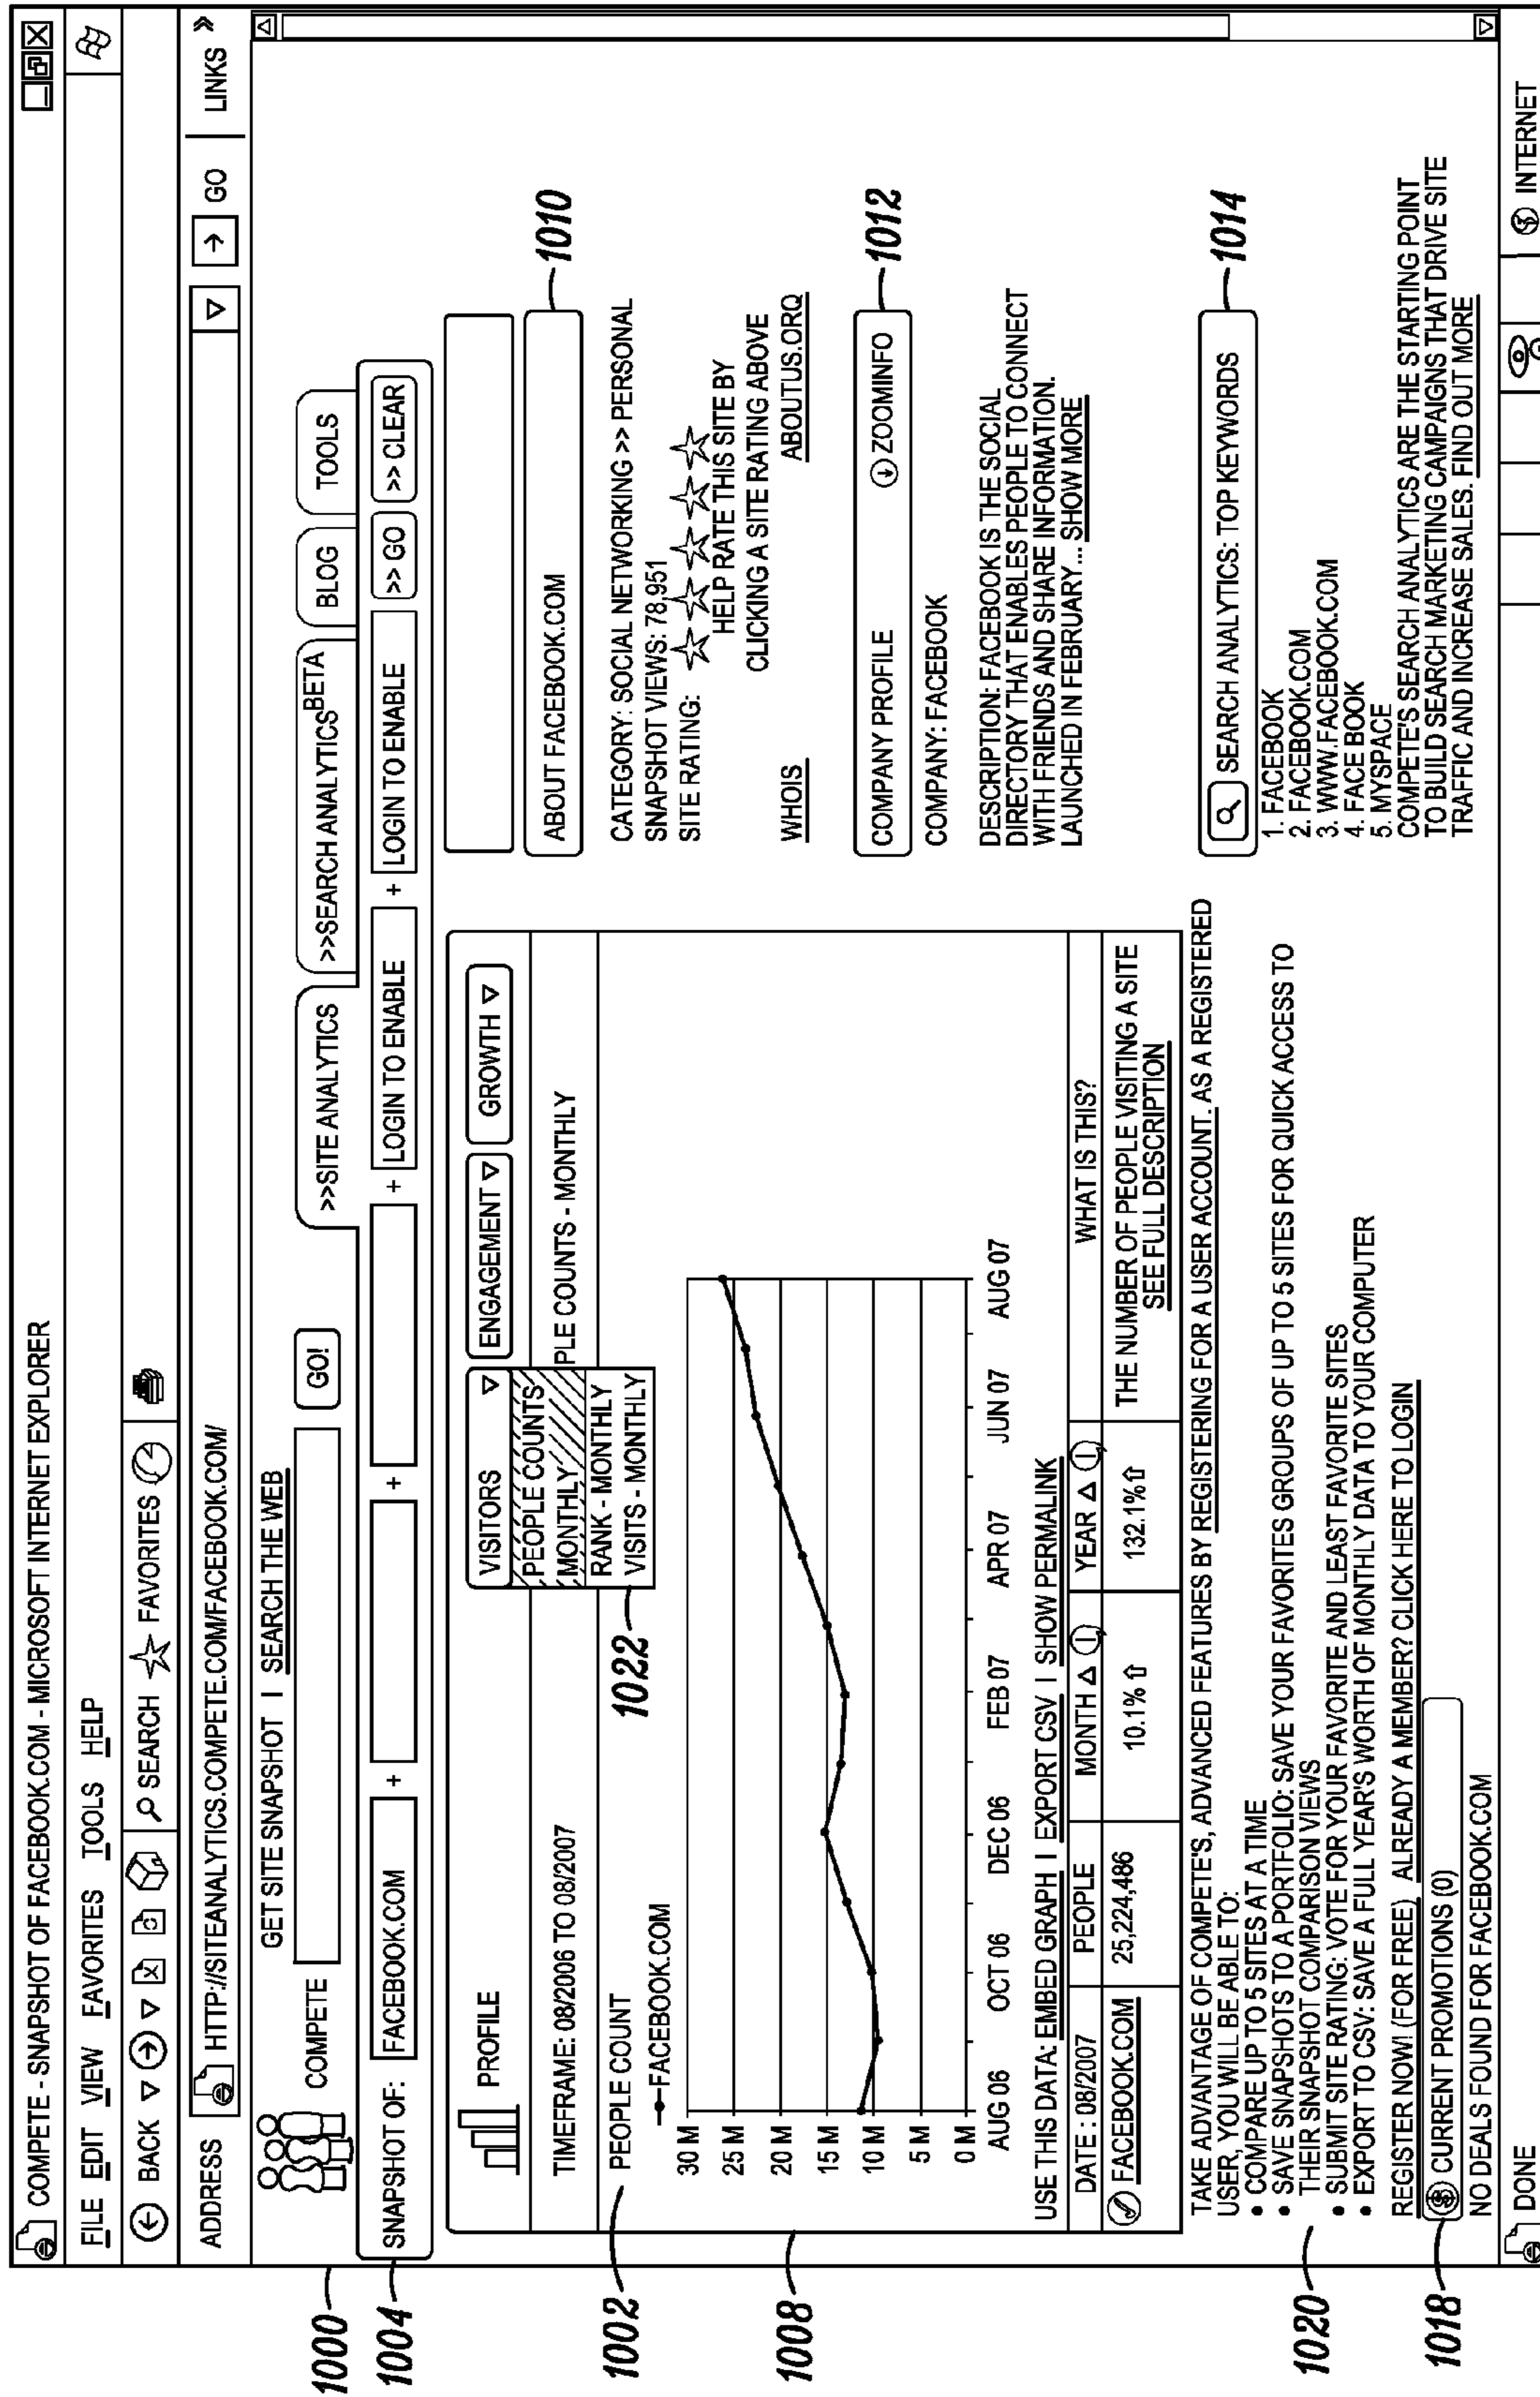 COMPETE - SNAPSHOT OF FACEBOOK.COM - MICROSOFT INTERNET EXPLORER
FILE EDIT VIEW FAVORITES TOOLS HELP
BACK SEARCH FAVORITES
ADDRESS HTTP://SITEANALYTICS.COMPETE.COM/FACEBOOK.COM/ GO LINKS »
GET SITE SNAPSHOT I SEARCH THE WEB
COMPETE GO! >>SITE ANALYTICS >>SEARCH ANALYTICS BETA BLOG TOOLS
1000
1004
SNAPSHOT OF: FACEBOOK.COM + + + LOGIN TO ENABLE + LOGIN TO ENABLE >> GO >> CLEAR
PROFILE VISITORS ENGAGEMENT GROWTH
PEOPLE COUNTS
MONTHLY
RANK - MONTHLY
VISITS - MONTHLY
1022
TIMEFRAME: 08/2006 TO 08/2007 PLE COUNTS - MONTHLY
1002
PEOPLE COUNT
FACEBOOK.COM
30 M
25 M
20 M
15 M
10 M
5 M
0 M
AUG 06 OCT 06 DEC 06 FEB 07 APR 07 JUN 07 AUG 07
1008
USE THIS DATA: EMBED GRAPH I EXPORT CSV I SHOW PERMALINK
DATE : 08/2007 PEOPLE MONTH Δ YEAR Δ WHAT IS THIS?
FACEBOOK.COM 25,224,486 10.1% ⇧ 132.1%⇧ THE NUMBER OF PEOPLE VISITING A SITE
SEE FULL DESCRIPTION
TAKE ADVANTAGE OF COMPETE'S, ADVANCED FEATURES BY REGISTERING FOR A USER ACCOUNT. AS A REGISTERED
USER, YOU WILL BE ABLE TO:
• COMPARE UP TO 5 SITES AT A TIME
• SAVE SNAPSHOTS TO A PORTFOLIO: SAVE YOUR FAVORITES GROUPS OF UP TO 5 SITES FOR QUICK ACCESS TO
THEIR SNAPSHOT COMPARISON VIEWS
• SUBMIT SITE RATING: VOTE FOR YOUR FAVORITE AND LEAST FAVORITE SITES
• EXPORT TO CSV: SAVE A FULL YEAR'S WORTH OF MONTHLY DATA TO YOUR COMPUTER
1020
REGISTER NOW! (FOR FREE) ALREADY A MEMBER? CLICK HERE TO LOGIN
1018
$ CURRENT PROMOTIONS (0)
NO DEALS FOUND FOR FACEBOOK.COM
ABOUT FACEBOOK.COM
1010
CATEGORY: SOCIAL NETWORKING >> PERSONAL
SNAPSHOT VIEWS: 78,951
SITE RATING:
HELP RATE THIS SITE BY
CLICKING A SITE RATING ABOVE
WHOIS ABOUTUS.ORQ
COMPANY PROFILE ZOOMINFO
1012
COMPANY: FACEBOOK
DESCRIPTION: FACEBOOK IS THE SOCIAL
DIRECTORY THAT ENABLES PEOPLE TO CONNECT
WITH FRIENDS AND SHARE INFORMATION.
LAUNCHED IN FEBRUARY... SHOW MORE
SEARCH ANALYTICS: TOP KEYWORDS
1014
1. FACEBOOK
2. FACEBOOK.COM
3. WWW.FACEBOOK.COM
4. FACE BOOK
5. MYSPACE
COMPETE'S SEARCH ANALYTICS ARE THE STARTING POINT
TO BUILD SEARCH MARKETING CAMPAIGNS THAT DRIVE SITE
TRAFFIC AND INCREASE SALES. FIND OUT MORE
DONE INTERNET